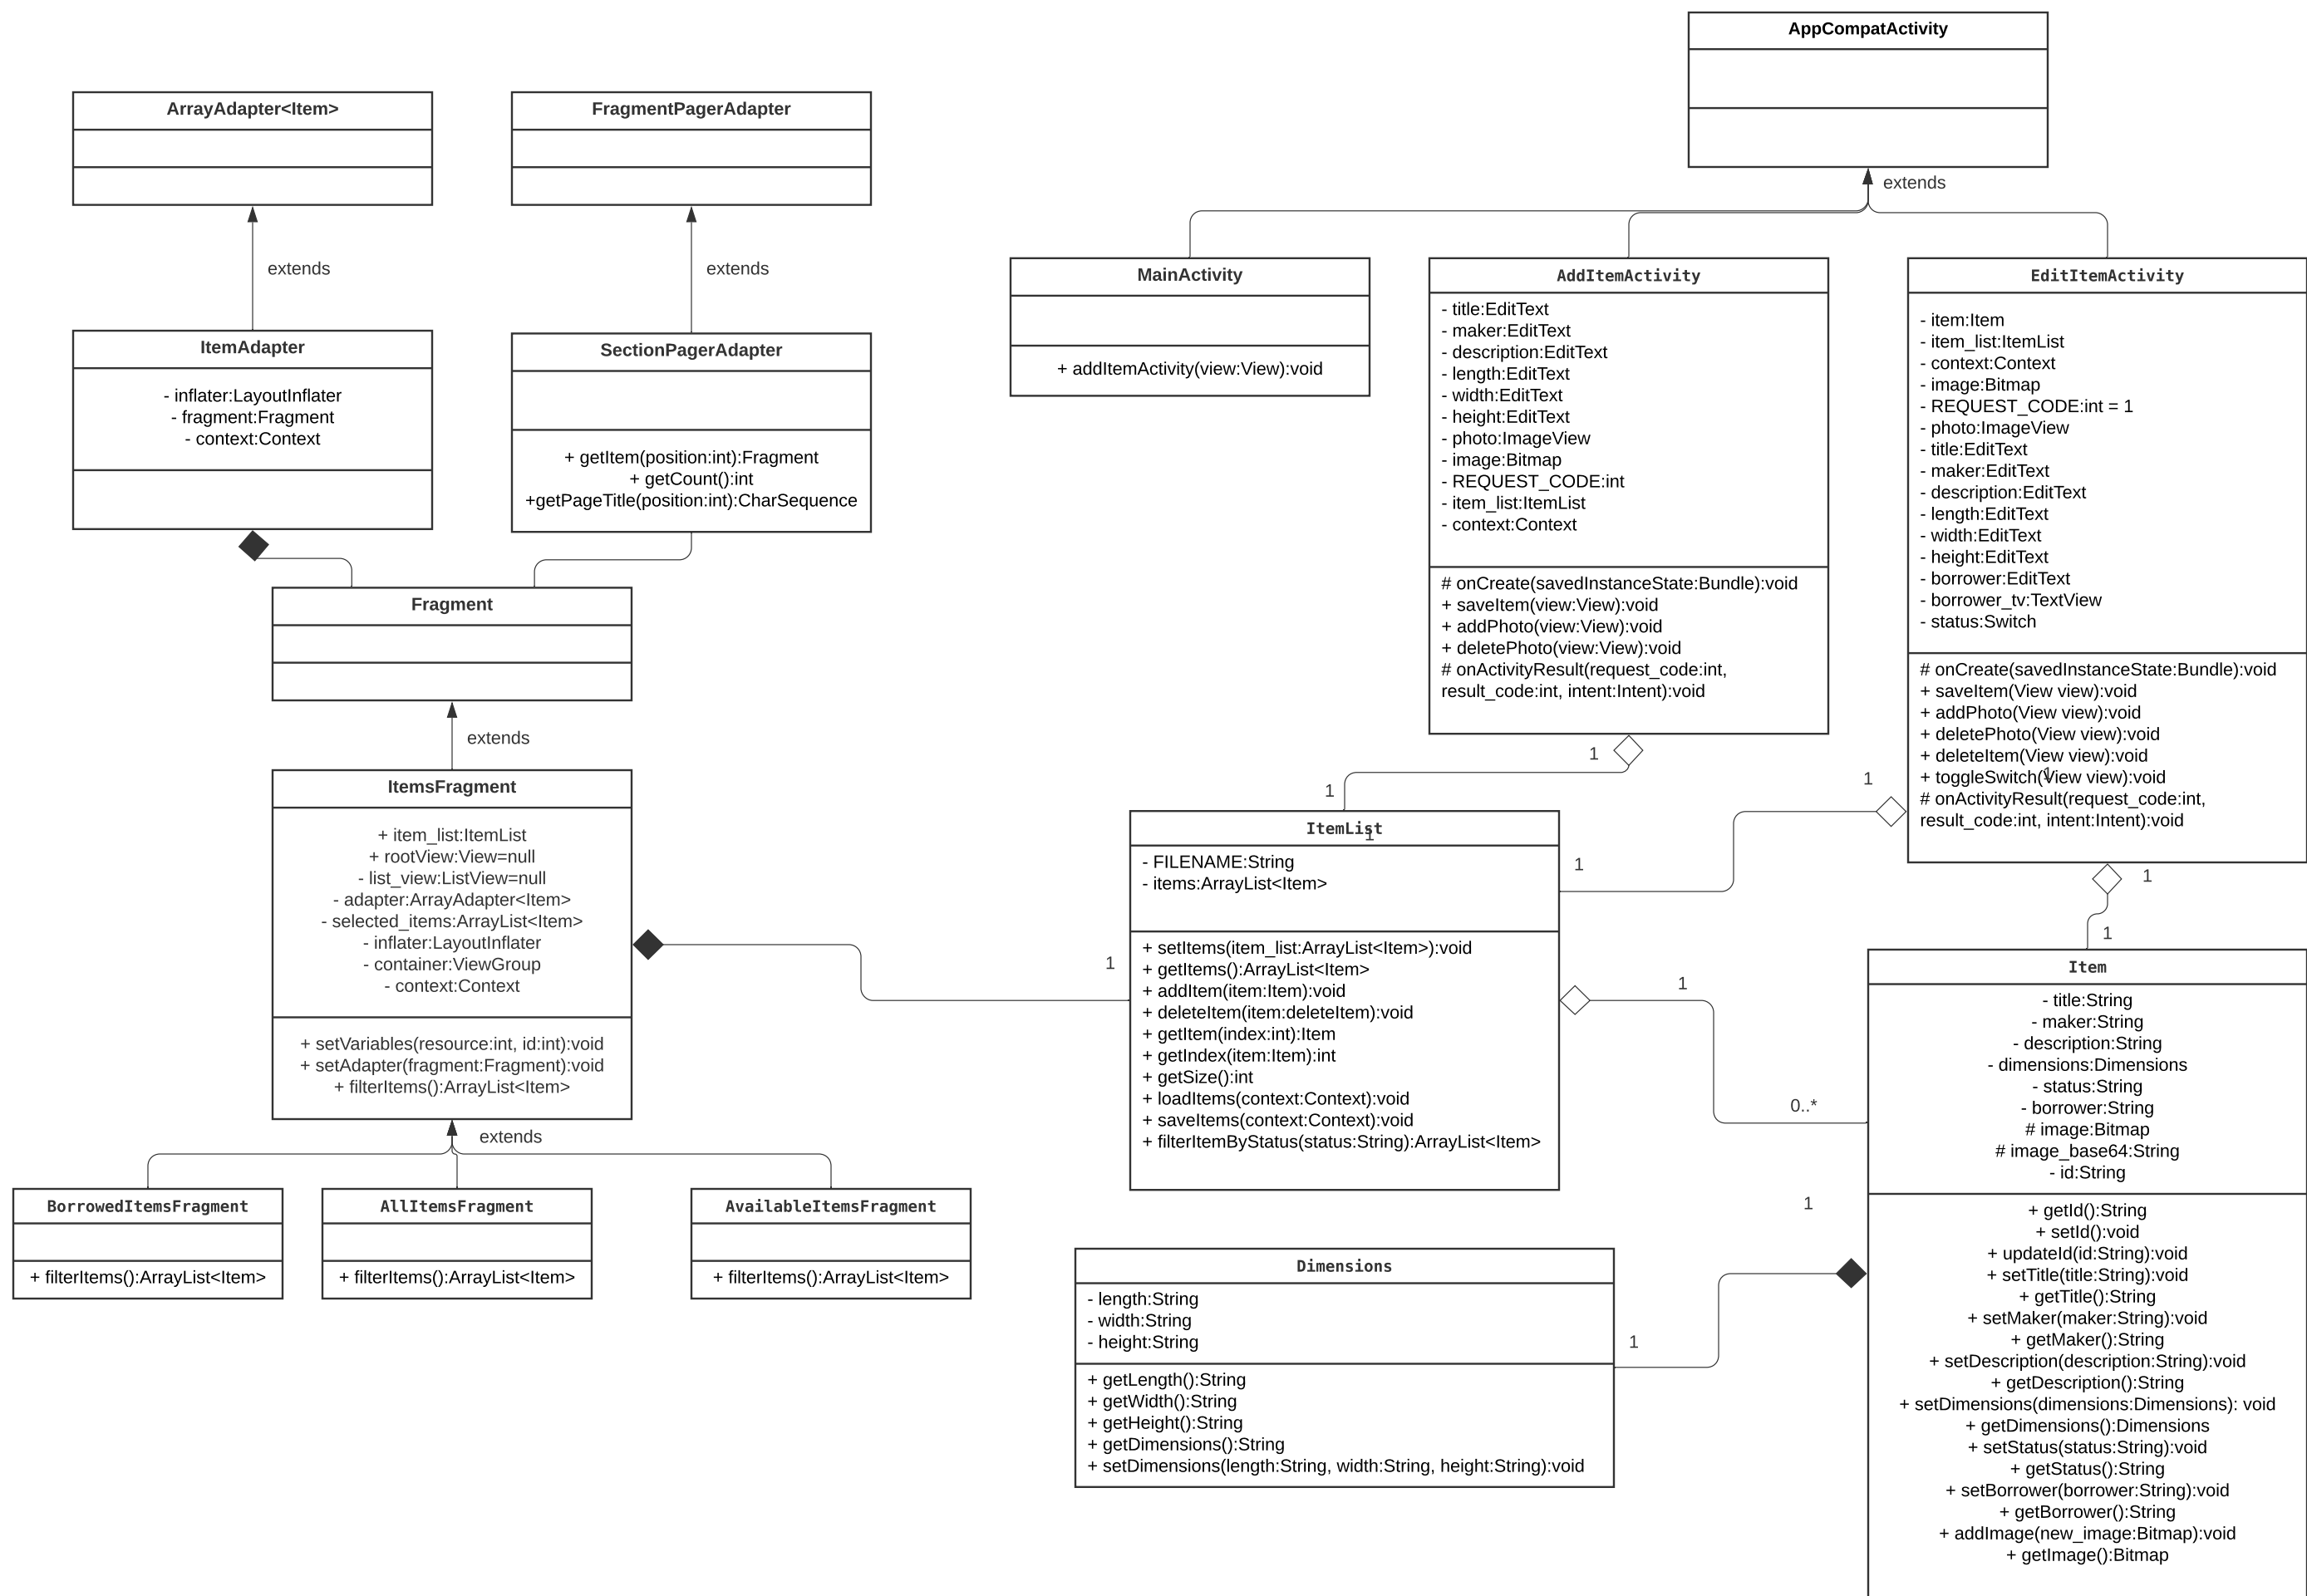 AppCompatActivity
ArrayAdapter<Item>
FragmentPagerAdapter
extends
extends
extends
MainActivity
+ addItemActivity(view:View):void
AddItemActivity
- title:EditText
- maker:EditText
- description:EditText
- length:EditText
- width:EditText
- height:EditText
- photo:ImageView
- image:Bitmap
- REQUEST_CODE:int
- item_list:ItemList
- context:Context
# onCreate(savedInstanceState:Bundle):void
+ saveItem(view:View):void
+ addPhoto(view:View):void
+ deletePhoto(view:View):void
# onActivityResult(request_code:int,
result_code:int, intent:Intent):void
EditItemActivity
- item:Item
- item_list:ItemList
- context:Context
- image:Bitmap
- REQUEST_CODE:int = 1
- photo:ImageView
- title:EditText
- maker:EditText
- description:EditText
- length:EditText
- width:EditText
- height:EditText
- borrower:EditText
- borrower_tv:TextView
- status:Switch
# onCreate(savedInstanceState:Bundle):void
+ saveItem(View view):void
+ addPhoto(View view):void
+ deletePhoto(View view):void
+ deleteItem(View view):void
+ toggleSwitch(View view):void
1
# onActivityResult(request_code:int,
result_code:int, intent:Intent):void
ItemAdapter
- inflater:LayoutInflater
- fragment:Fragment
- context:Context
SectionPagerAdapter
+ getItem(position:int):Fragment
+ getCount():int
+getPageTitle(position:int):CharSequence
Fragment
extends
ItemsFragment
+ item_list:ItemList
+ rootView:View=null
- list_view:ListView=null
- adapter:ArrayAdapter<Item>
- selected_items:ArrayList<Item>
- inflater:LayoutInflater
- container:ViewGroup
- context:Context
+ setVariables(resource:int, id:int):void
+ setAdapter(fragment:Fragment):void
+ filterItems():ArrayList<Item>
extends
BorrowedItemsFragment
+ filterItems():ArrayList<Item>
AllItemsFragment
+ filterItems():ArrayList<Item>
AvailableItemsFragment
+ filterItems():ArrayList<Item>
1
1
1
1
1
1
1
1
0..*
1
1
ItemList
1
- FILENAME:String
- items:ArrayList<Item>
+ setItems(item_list:ArrayList<Item>):void
+ getItems():ArrayList<Item>
+ addItem(item:Item):void
+ deleteItem(item:deleteItem):void
+ getItem(index:int):Item
+ getIndex(item:Item):int
+ getSize():int
+ loadItems(context:Context):void
+ saveItems(context:Context):void
+ filterItemByStatus(status:String):ArrayList<Item>
Dimensions
- length:String
- width:String
- height:String
+ getLength():String
+ getWidth():String
+ getHeight():String
+ getDimensions():String
+ setDimensions(length:String, width:String, height:String):void
Item
- title:String
- maker:String
- description:String
- dimensions:Dimensions
- status:String
- borrower:String
# image:Bitmap
# image_base64:String
- id:String
+ getId():String
+ setId():void
+ updateId(id:String):void
+ setTitle(title:String):void
+ getTitle():String
+ setMaker(maker:String):void
+ getMaker():String
+ setDescription(description:String):void
+ getDescription():String
+ setDimensions(dimensions:Dimensions): void
+ getDimensions():Dimensions
+ setStatus(status:String):void
+ getStatus():String
+ setBorrower(borrower:String):void
+ getBorrower():String
+ addImage(new_image:Bitmap):void
+ getImage():Bitmap